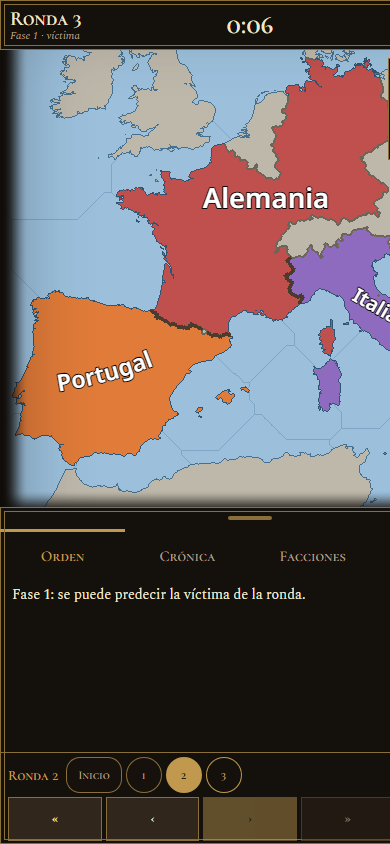 Ronda 3
Fase 1 · víctima
0:06
Alemania
Portugal
Orden
Crónica
Facciones
Fase 1: se puede predecir la víctima de la ronda.
Ronda 2
Inicio
1
2
3
«
‹
›
»